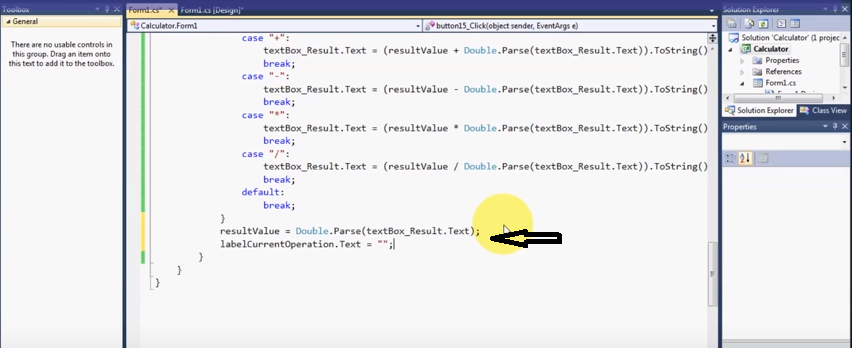 Toolbox
General
There are no usable controls in
this group. Drag an item onto
this text to add it to the toolbox.
Form1.cs*
Form1.cs [Design]*
Calculator.Form1
button15_Click(object sender, EventArgs e)
case "+":
textBox_Result.Text = (resultValue + Double.Parse(textBox_Result.Text)).ToString()
break;
case "-":
textBox_Result.Text = (resultValue - Double.Parse(textBox_Result.Text)).ToString()
break;
case "*":
textBox_Result.Text = (resultValue * Double.Parse(textBox_Result.Text)).ToString()
break;
case "/":
textBox_Result.Text = (resultValue / Double.Parse(textBox_Result.Text)).ToString()
break;
default:
break;
}
resultValue = Double.Parse(textBox_Result.Text);
labelCurrentOperation.Text = "";
}
}
}
Solution Explorer
Solution 'Calculator' (1 projec
Calculator
Properties
References
Form1.cs
Solution Explorer
Class View
Properties